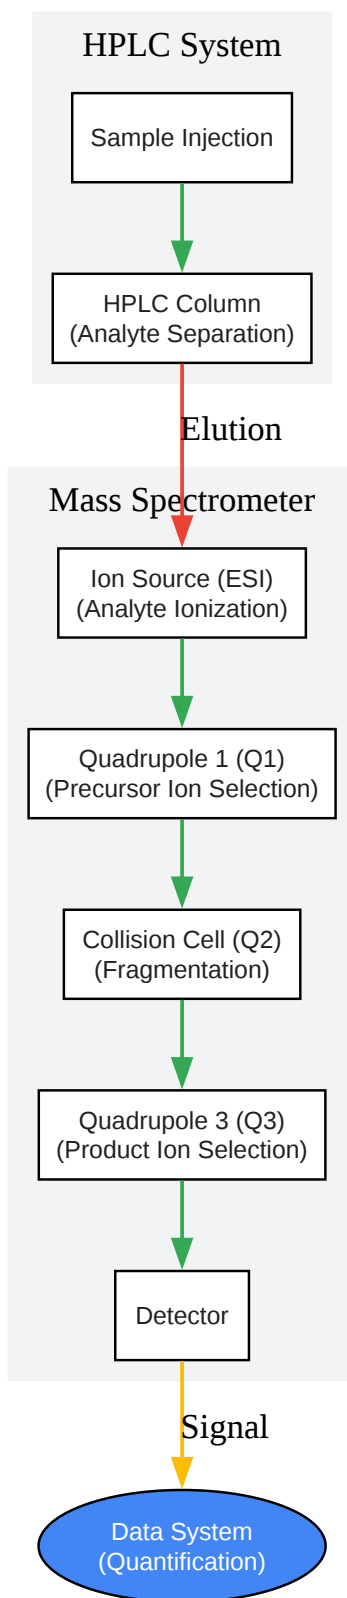 HPLC System
Sample Injection
HPLC Column
(Analyte Separation)
Elution
Mass Spectrometer
Ion Source (ESI)
(Analyte Ionization)
Quadrupole 1 (Q1)
(Precursor Ion Selection)
Collision Cell (Q2)
(Fragmentation)
Quadrupole 3 (Q3)
(Product Ion Selection)
Detector
Signal
Data System
(Quantification)